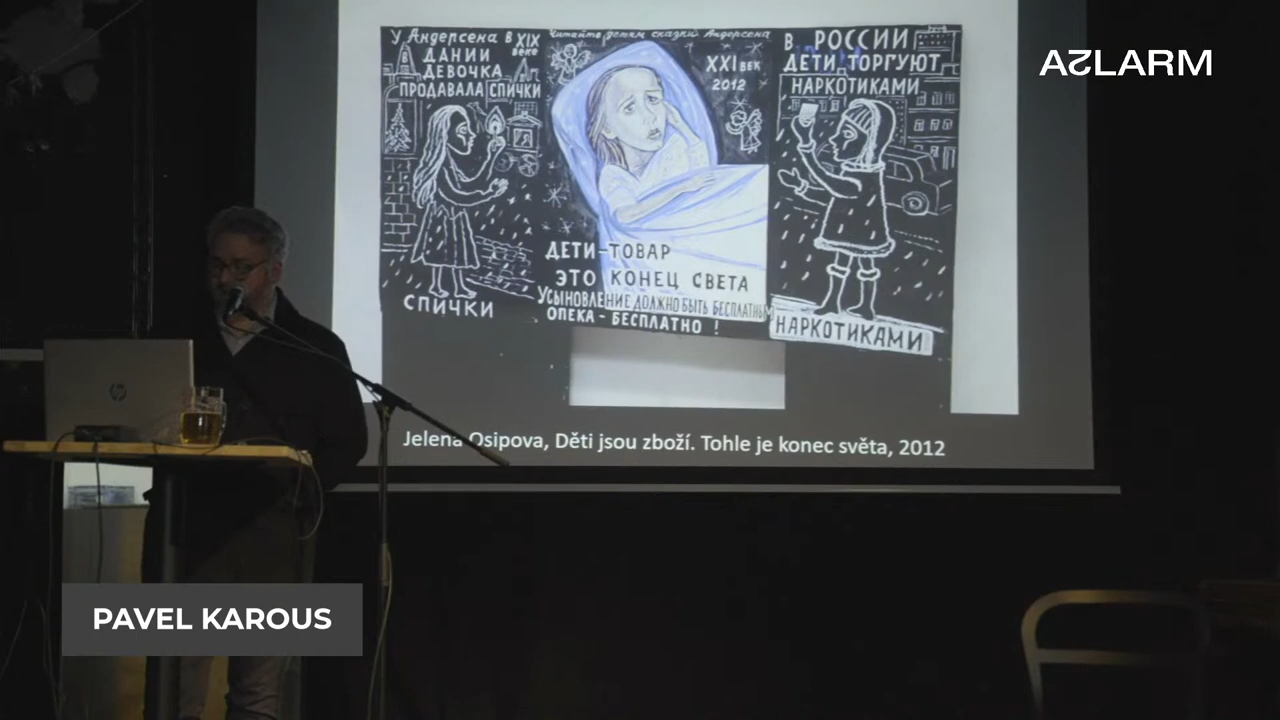 A2LARM
У Андерсена в XIX веке
В ДАНИИ
ДЕВОЧКА
ПРОДАВАЛА СПИЧКИ
СПИЧКИ
Читайте детям сказки Андерсена
XXI ВЕК
2012
ДЕТИ-ТОВАР
ЭТО КОНЕЦ СВЕТА
УСЫНОВЛЕНИЕ ДОЛЖНО БЫТЬ БЕСПЛАТНЫМ
ОПЕКА - БЕСПЛАТНО !
В РОССИИ
ДЕТИ ТОРГУЮТ
НАРКОТИКАМИ
НАРКОТИКАМИ
Jelena Osipova, Děti jsou zboží. Tohle je konec světa, 2012
hp
PAVEL KAROUS